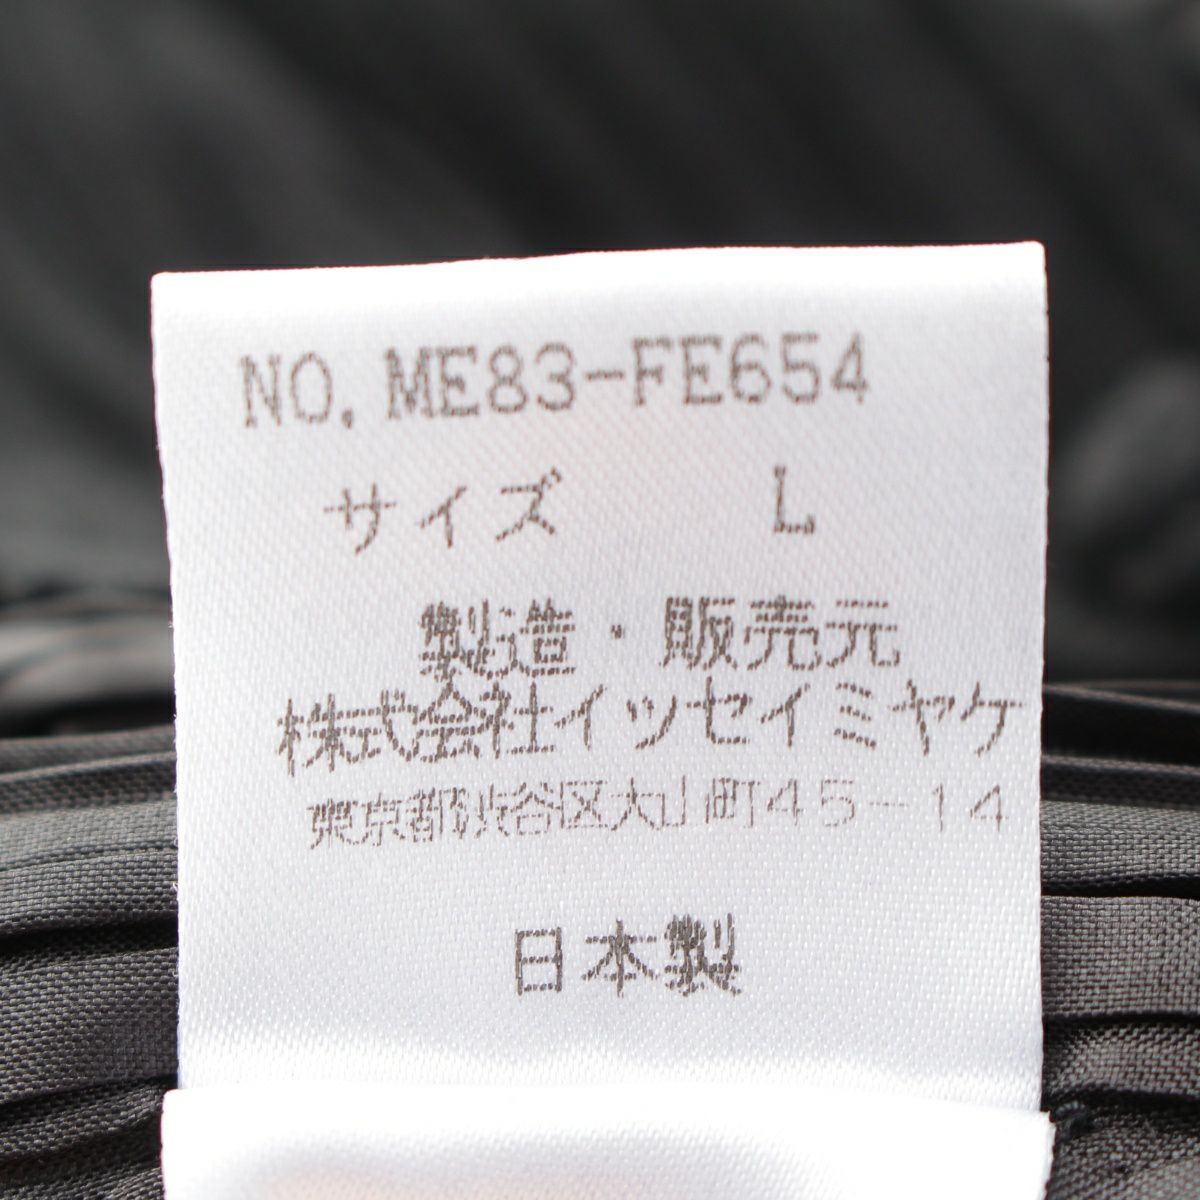 NO. ME83-FE654
サイズ L
製造・販売元
株式会社イッセイミヤケ
東京都渋谷区大山町45-14
日本製